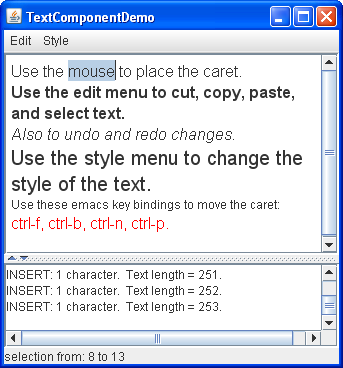 TextComponentDemo
Edit Style
Use the mouse to place the caret.
Use the edit menu to cut, copy, paste,
and select text.
Also to undo and redo changes.
Use the style menu to change the
style of the text.
Use these emacs key bindings to move the caret:
ctrl-f, ctrl-b, ctrl-n, ctrl-p.
INSERT: 1 character. Text length = 251.
INSERT: 1 character. Text length = 252.
INSERT: 1 character. Text length = 253.
selection from: 8 to 13